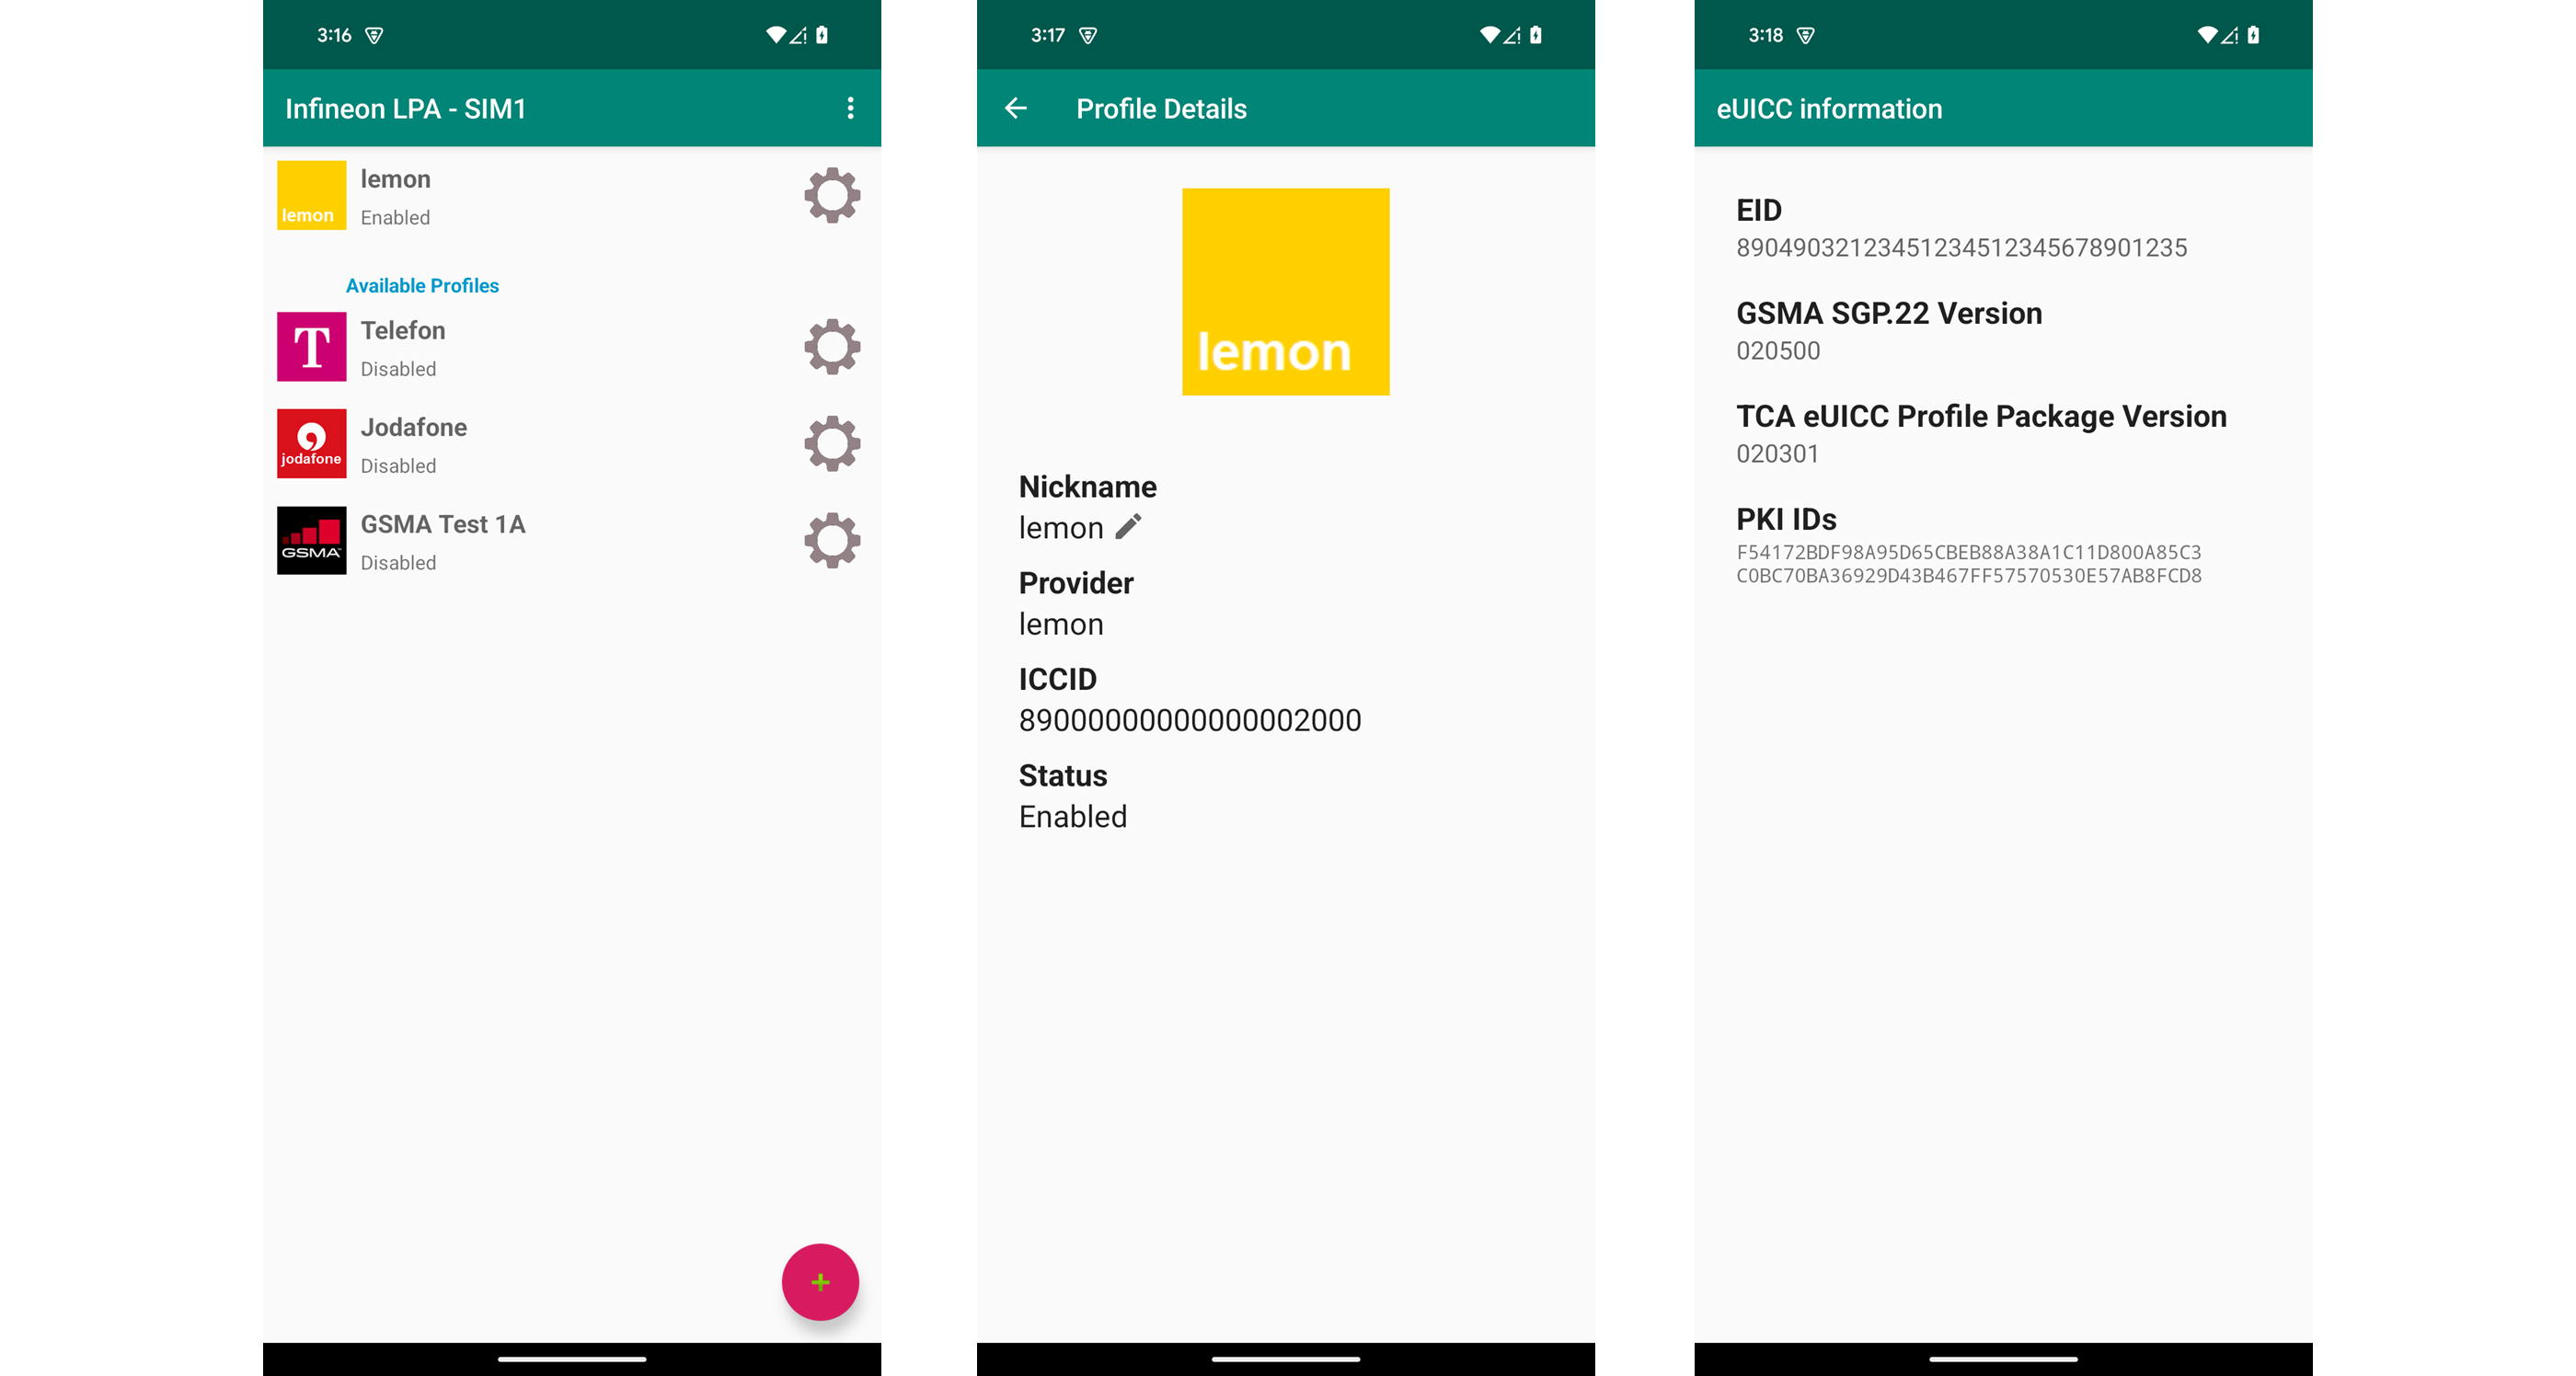 3:16
Infineon LPA - SIM1
lemon
lemon
Enabled
Available Profiles
T
Telefon
Disabled
jodafone
Jodafone
Disabled
GSMA™
GSMA Test 1A
Disabled
+
3:17
Profile Details
lemon
Nickname
lemon
Provider
lemon
ICCID
89000000000000002000
Status
Enabled
3:18
eUICC information
EID
89049032123451234512345678901235
GSMA SGP.22 Version
020500
TCA eUICC Profile Package Version
020301
PKI IDs
F54172BDF98A95D65CBEB88A38A1C11D800A85C3
C0BC70BA36929D43B467FF57570530E57AB8FCD8